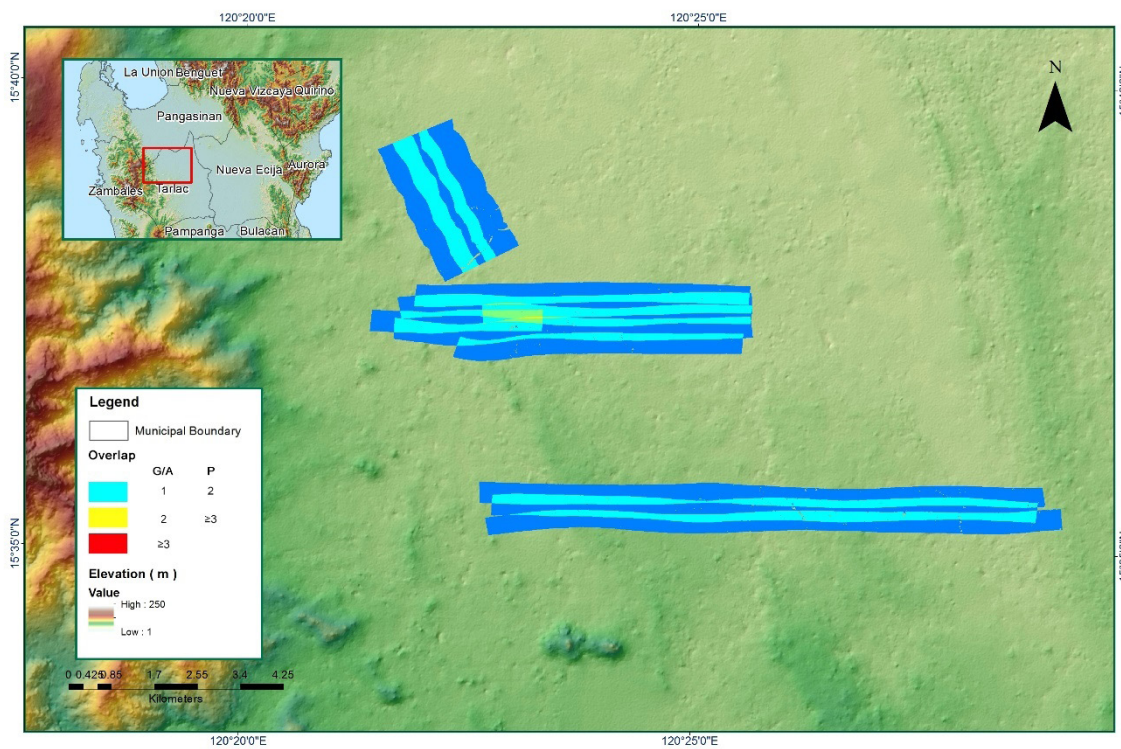 120°20'0"E
120°25'0"E
15°40'0"N
La Union
Benguet
Nueva Vizcaya
Quirino
Pangasinan
Nueva Ecija
Aurora
Zambales
Tarlac
Pampanga
Bulacan
N
Legend
Municipal Boundary
Overlap
G/A P
1 2
2 ≥3
≥3
Elevation ( m )
Value
High : 250
Low : 1
15°35'0"N
0 0.425 0.85 1.7 2.55 3.4 4.25
Kilometers
120°20'0"E
120°25'0"E